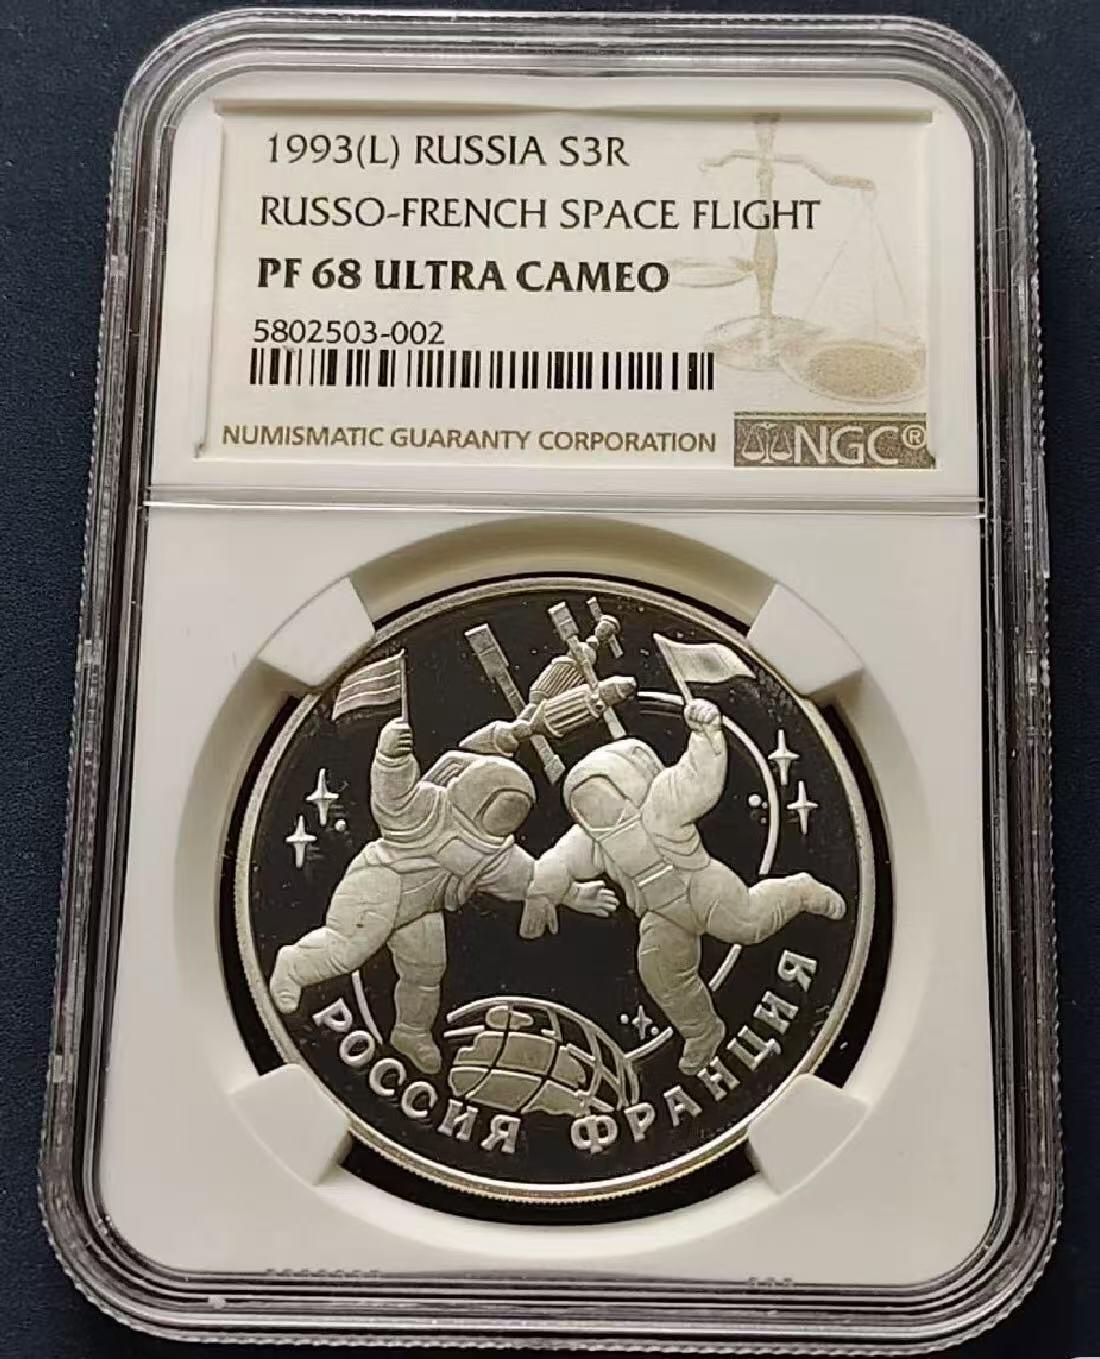 1993(L) RUSSIA S3R
RUSSO-FRENCH SPACE FLIGHT
PF 68 ULTRA CAMEO
5802503-002
NUMISMATIC GUARANTY CORPORATION
NGC®
РОССИЯ ФРАНЦИЯ